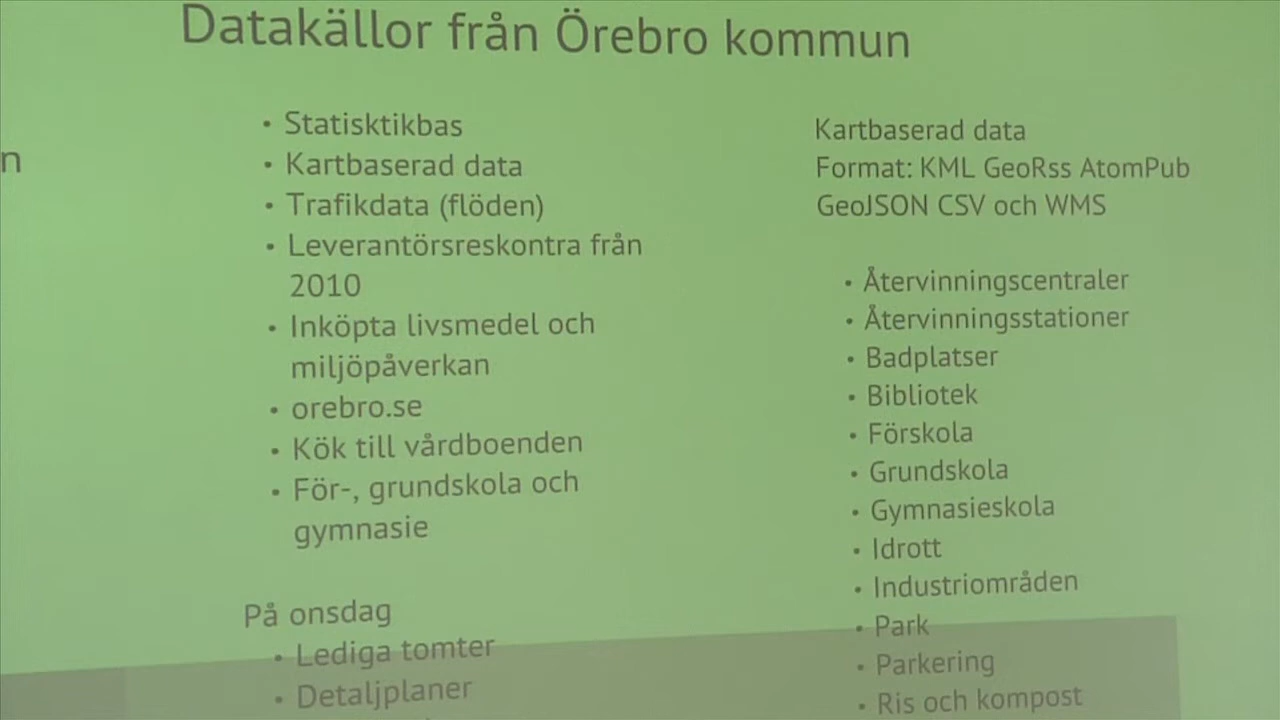 Datakällor från Örebro kommun
n
• Statisktikbas
• Kartbaserad data
• Trafikdata (flöden)
• Leverantörsreskontra från
2010
• Inköpta livsmedel och
miljöpåverkan
• orebro.se
• Kök till vårdboenden
• För-, grundskola och
gymnasie
På onsdag
• Lediga tomter
• Detaljplaner
Kartbaserad data
Format: KML GeoRss AtomPub
GeoJSON CSV och WMS
• Återvinningscentraler
• Återvinningsstationer
• Badplatser
• Bibliotek
• Förskola
• Grundskola
• Gymnasieskola
• Idrott
• Industriområden
• Park
• Parkering
• Ris och kompost